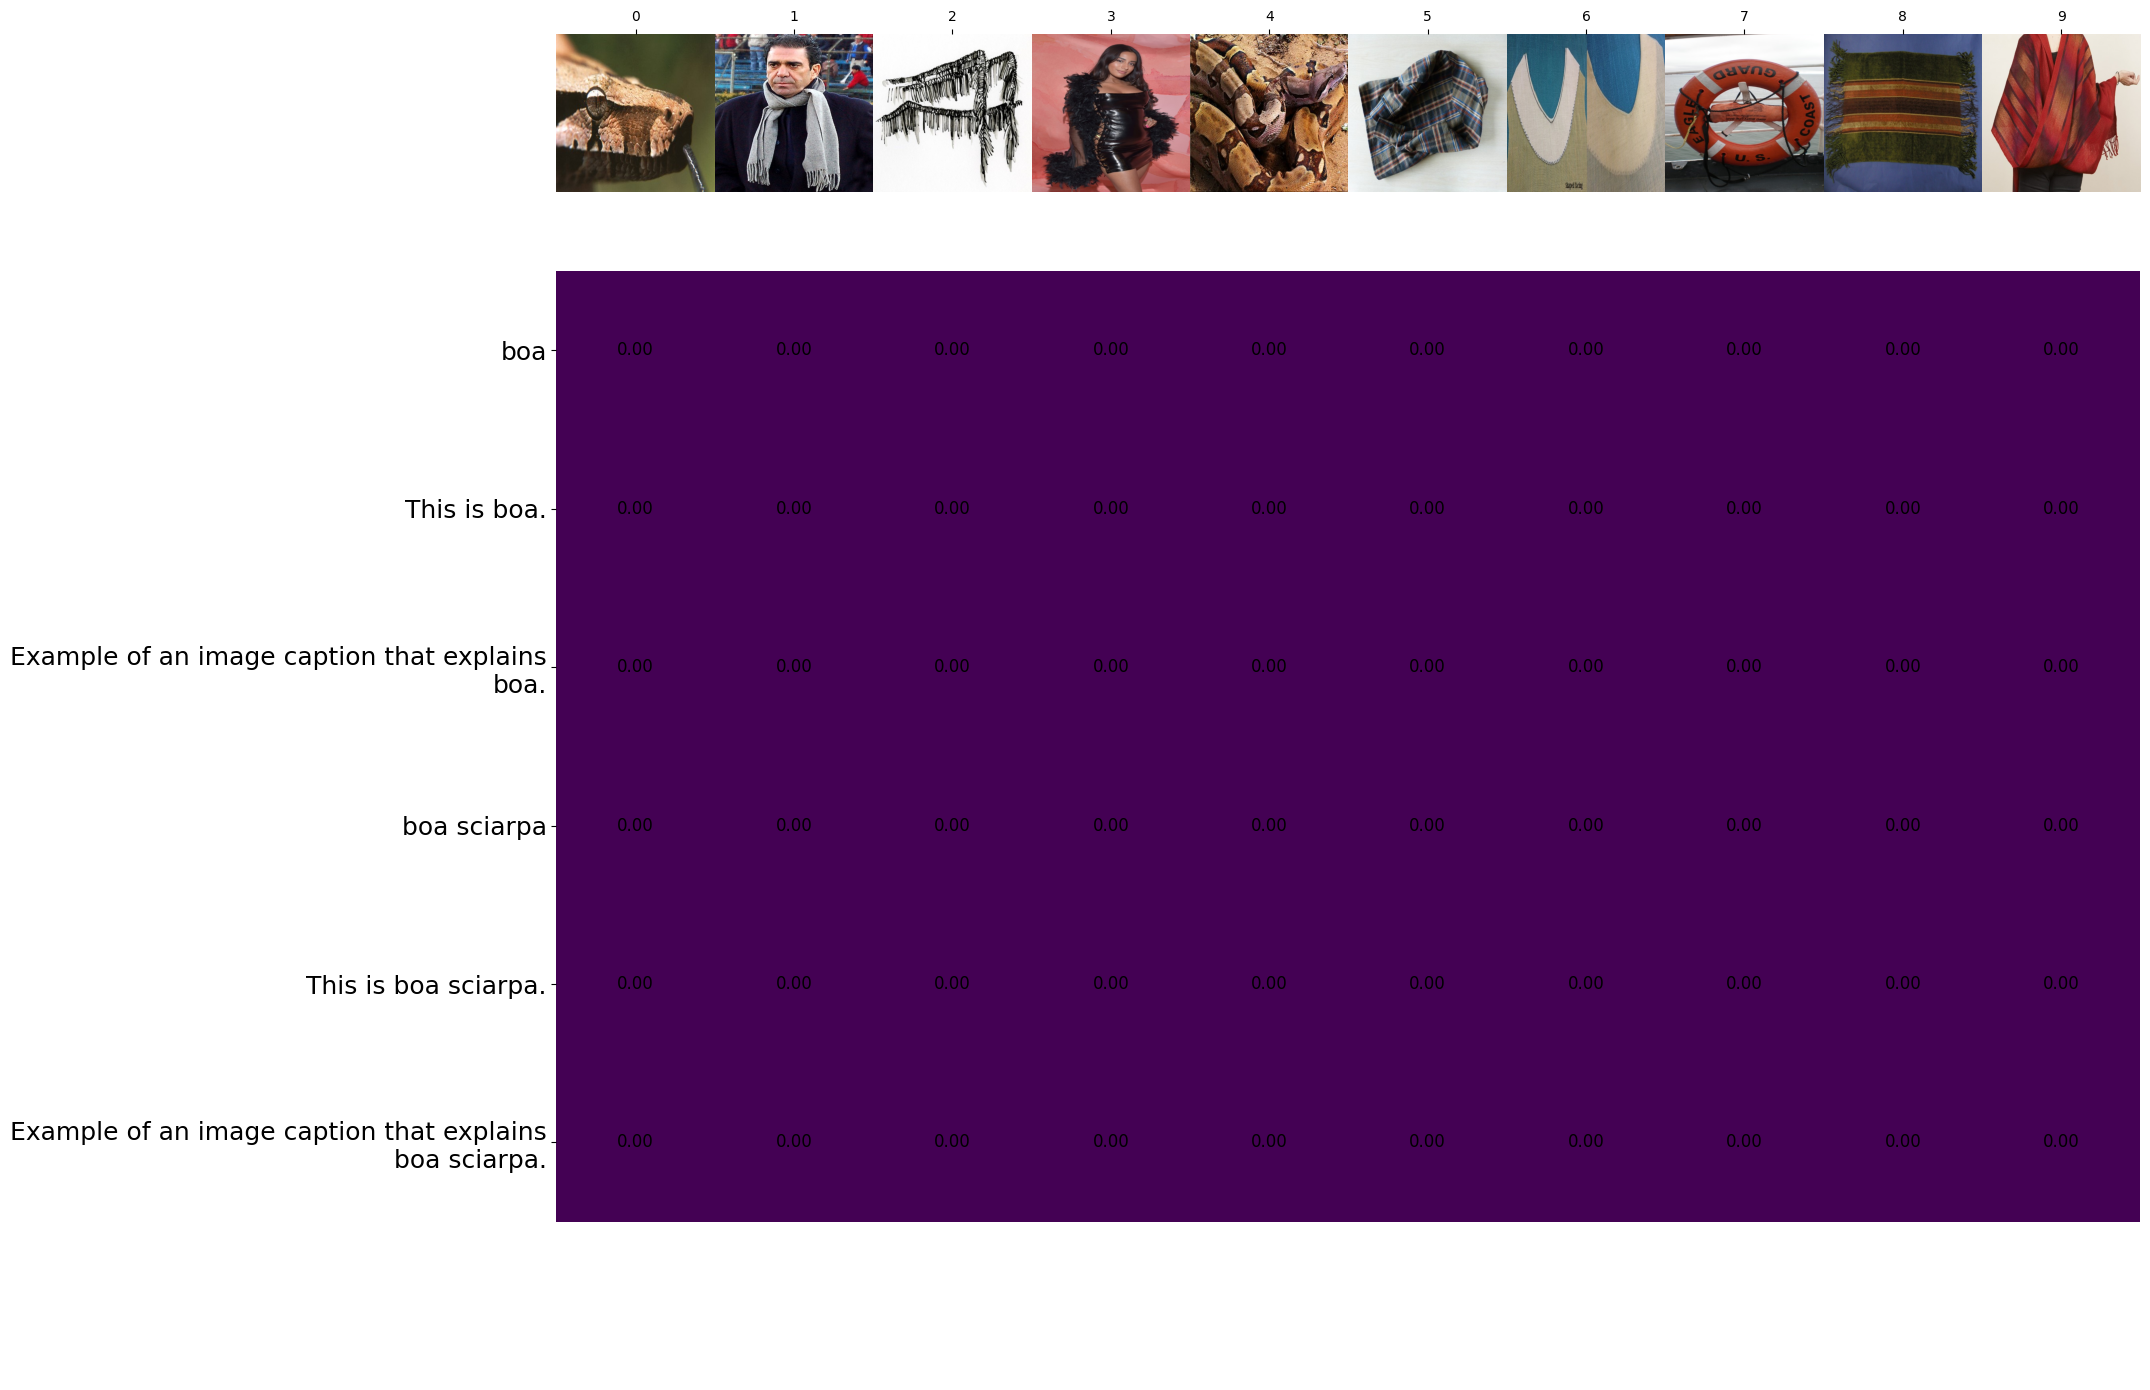 0 1 2 3 4 5 6 7 8 9
GUARD
EAGLE
COAST
U.S.
boa
0.00 0.00 0.00 0.00 0.00 0.00 0.00 0.00 0.00 0.00
This is boa.
0.00 0.00 0.00 0.00 0.00 0.00 0.00 0.00 0.00 0.00
Example of an image caption that explains
boa.
0.00 0.00 0.00 0.00 0.00 0.00 0.00 0.00 0.00 0.00
boa sciarpa
0.00 0.00 0.00 0.00 0.00 0.00 0.00 0.00 0.00 0.00
This is boa sciarpa.
0.00 0.00 0.00 0.00 0.00 0.00 0.00 0.00 0.00 0.00
Example of an image caption that explains
boa sciarpa.
0.00 0.00 0.00 0.00 0.00 0.00 0.00 0.00 0.00 0.00